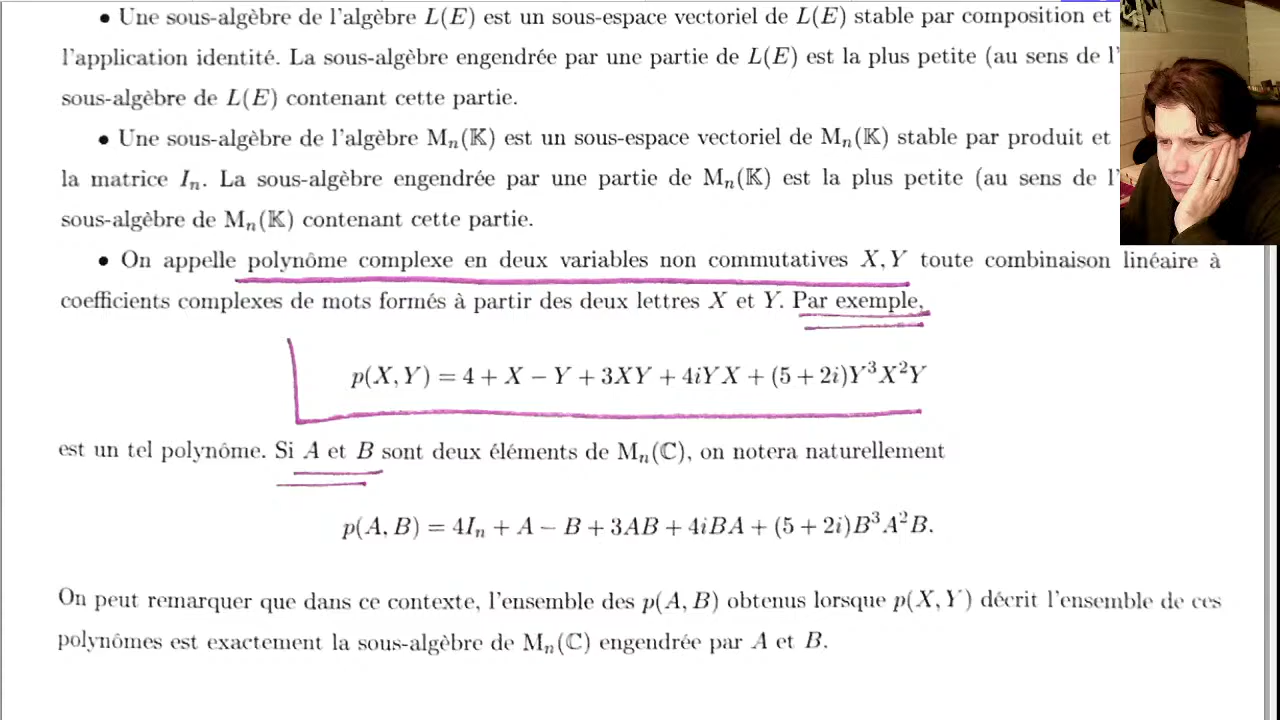 • Une sous-algèbre de l'algèbre L(E) est un sous-espace vectoriel de L(E) stable par composition et
l'application identité. La sous-algèbre engendrée par une partie de L(E) est la plus petite (au sens de l'
sous-algèbre de L(E) contenant cette partie.
• Une sous-algèbre de l'algèbre Mₙ(𝕂) est un sous-espace vectoriel de Mₙ(𝕂) stable par produit et
la matrice Iₙ. La sous-algèbre engendrée par une partie de Mₙ(𝕂) est la plus petite (au sens de l'
sous-algèbre de Mₙ(𝕂) contenant cette partie.
• On appelle polynôme complexe en deux variables non commutatives X, Y toute combinaison linéaire à
coefficients complexes de mots formés à partir des deux lettres X et Y. Par exemple,
p(X, Y) = 4 + X − Y + 3XY + 4iYX + (5 + 2i)Y³X²Y
est un tel polynôme. Si A et B sont deux éléments de Mₙ(ℂ), on notera naturellement
p(A, B) = 4Iₙ + A − B + 3AB + 4iBA + (5 + 2i)B³A²B.
On peut remarquer que dans ce contexte, l'ensemble des p(A, B) obtenus lorsque p(X, Y) décrit l'ensemble de ces
polynômes est exactement la sous-algèbre de Mₙ(ℂ) engendrée par A et B.